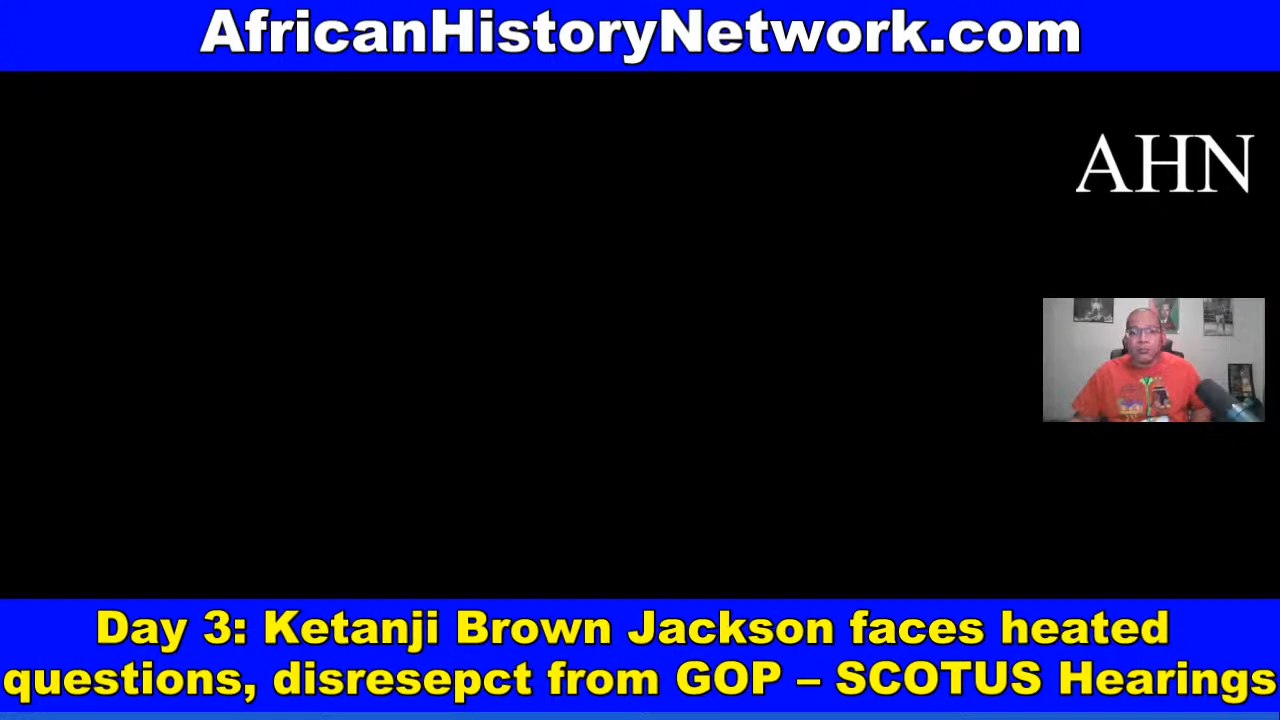 AfricanHistoryNetwork.com
AHN
Day 3: Ketanji Brown Jackson faces heated
questions, disresepct from GOP – SCOTUS Hearings